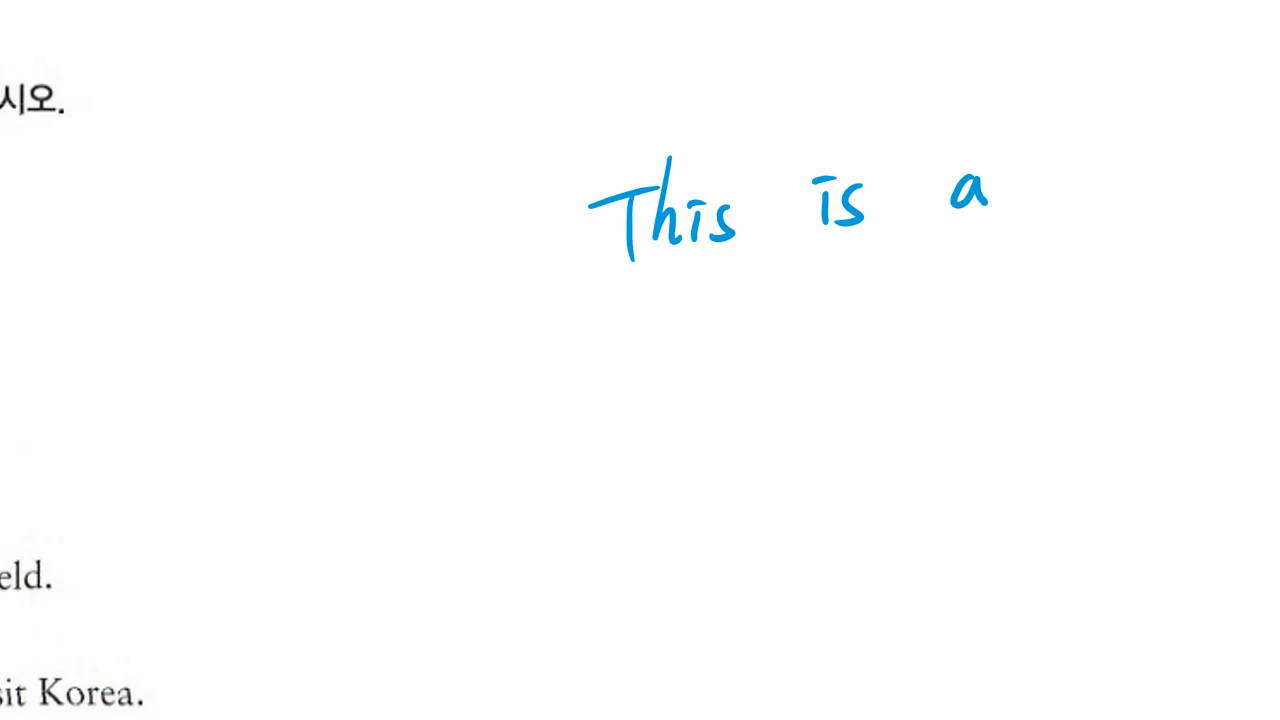 시오.
This is a
eld.
sit Korea.